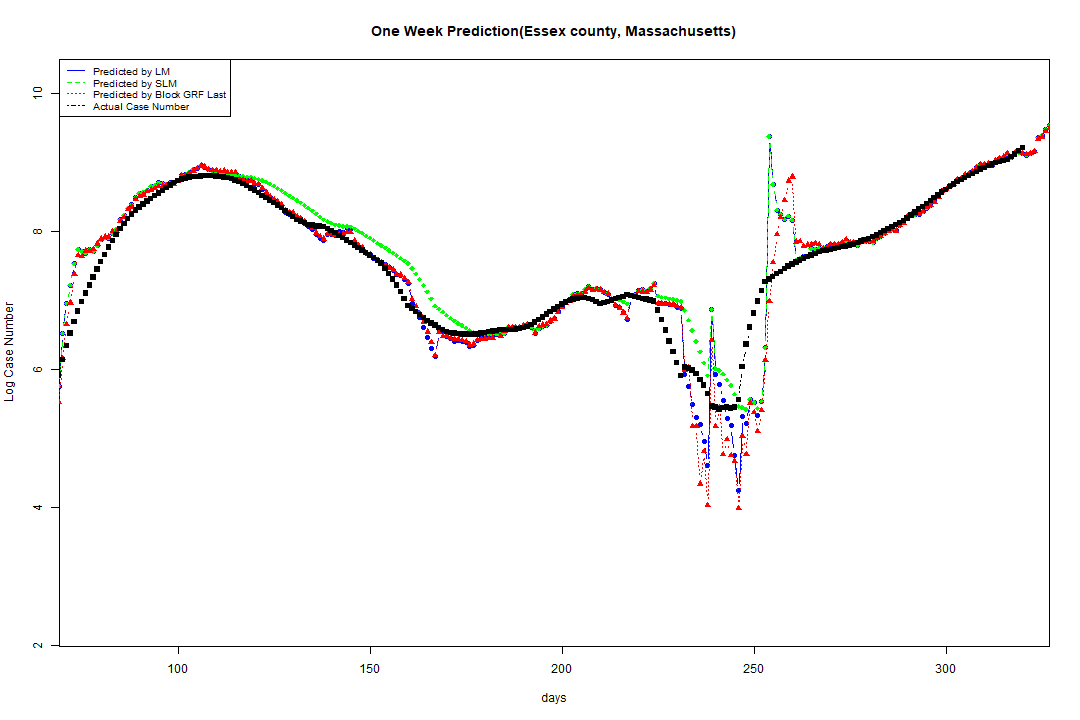 One Week Prediction(Essex county, Massachusetts)
Predicted by LM
Predicted by SLM
Predicted by Block GRF Last
Actual Case Number
10
8
6
4
2
Log Case Number
100 150 200 250 300
days